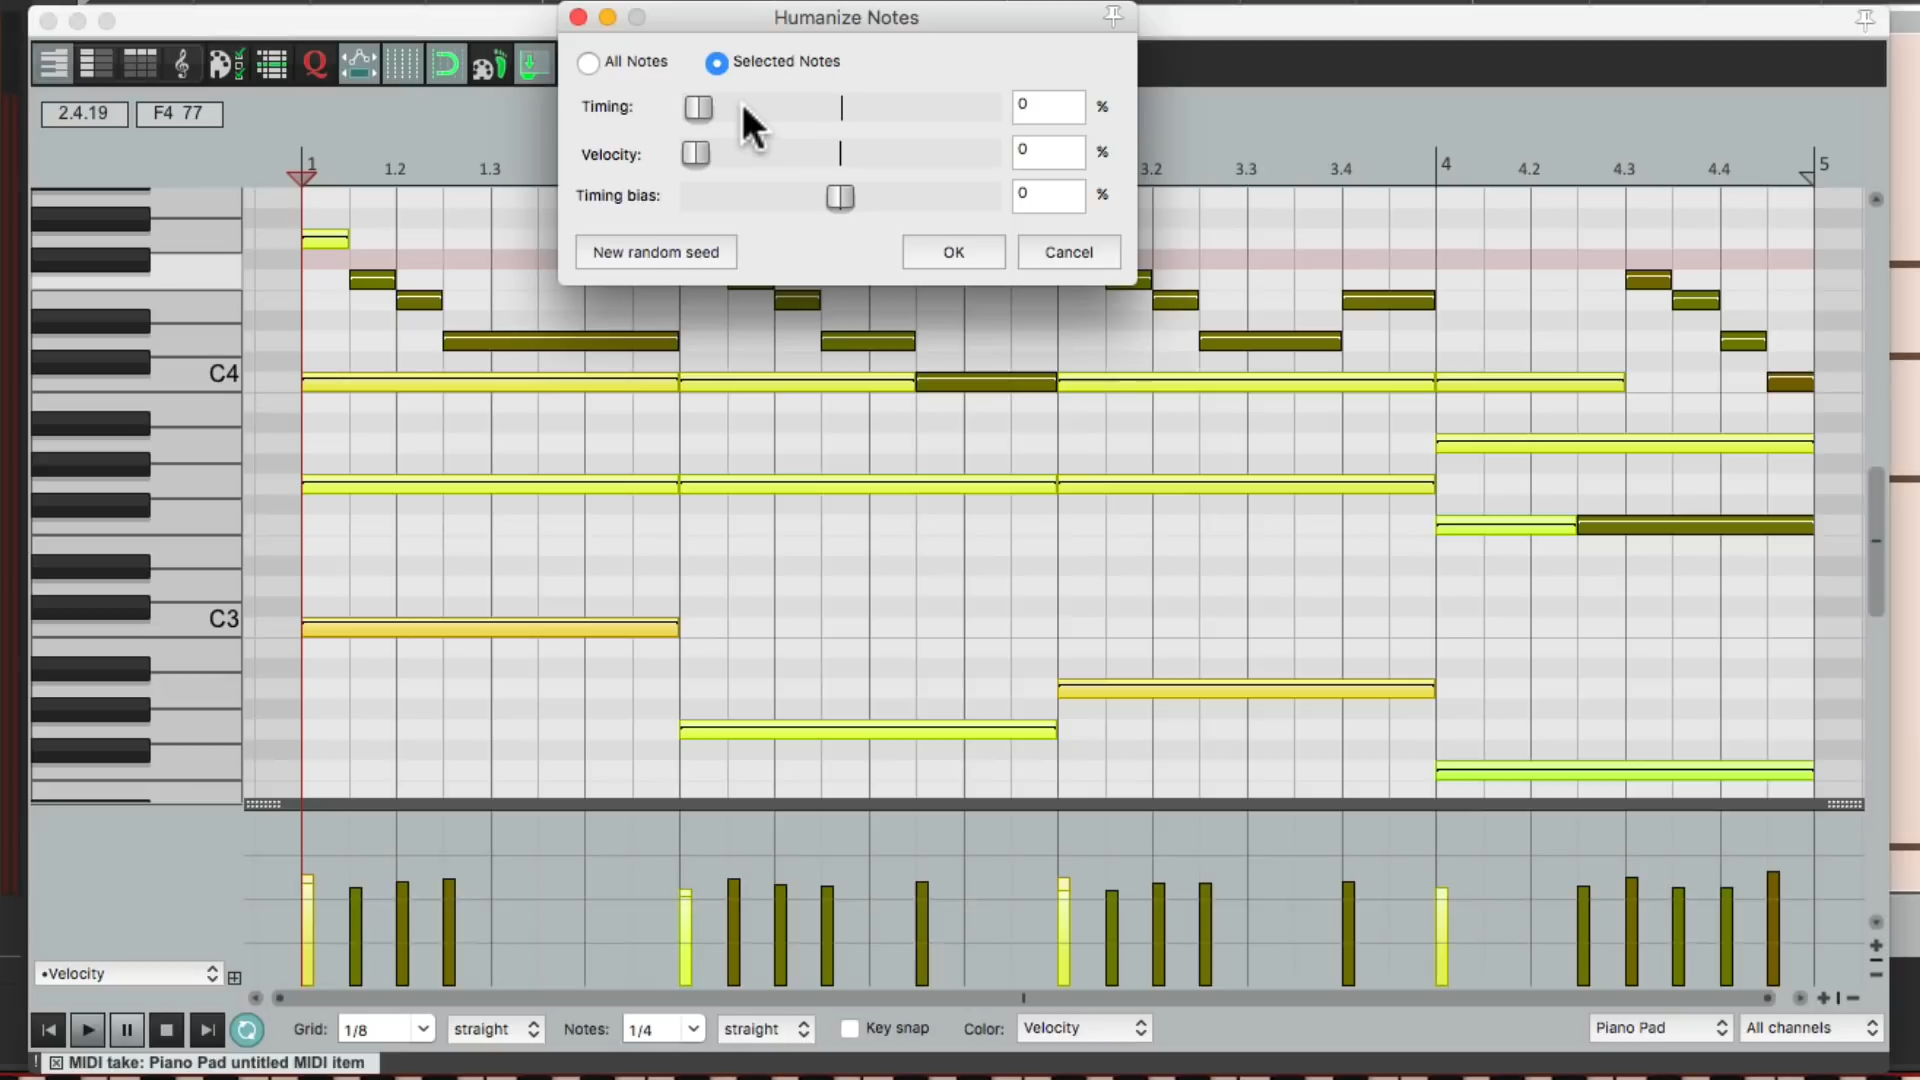 Humanize Notes
All Notes
Selected Notes
Timing:
0
%
Velocity:
0
%
Timing bias:
0
%
New random seed
OK
Cancel
Q
2.4.19
F4 77
1
1.2
1.3
3.2
3.3
3.4
4
4.2
4.3
4.4
5
C4
C3
•Velocity
Grid:
1/8
straight
Notes:
1/4
straight
Key snap
Color:
Velocity
Piano Pad
All channels
! MIDI take: Piano Pad untitled MIDI item